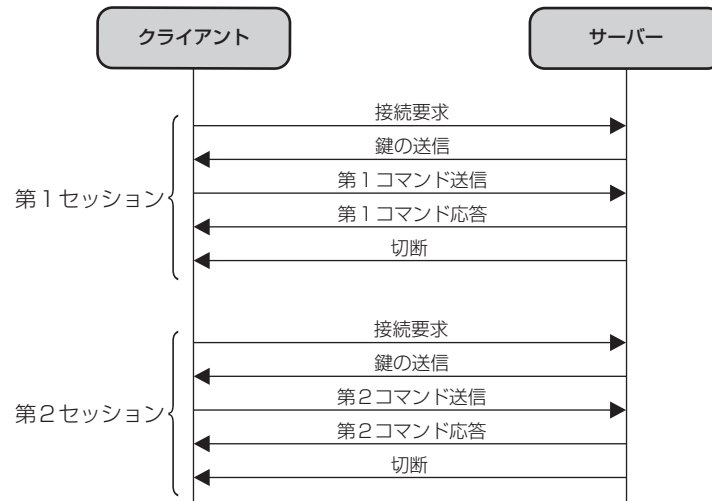 クライアント
サーバー
第1セッション
接続要求
鍵の送信
第1コマンド送信
第1コマンド応答
切断
第2セッション
接続要求
鍵の送信
第2コマンド送信
第2コマンド応答
切断